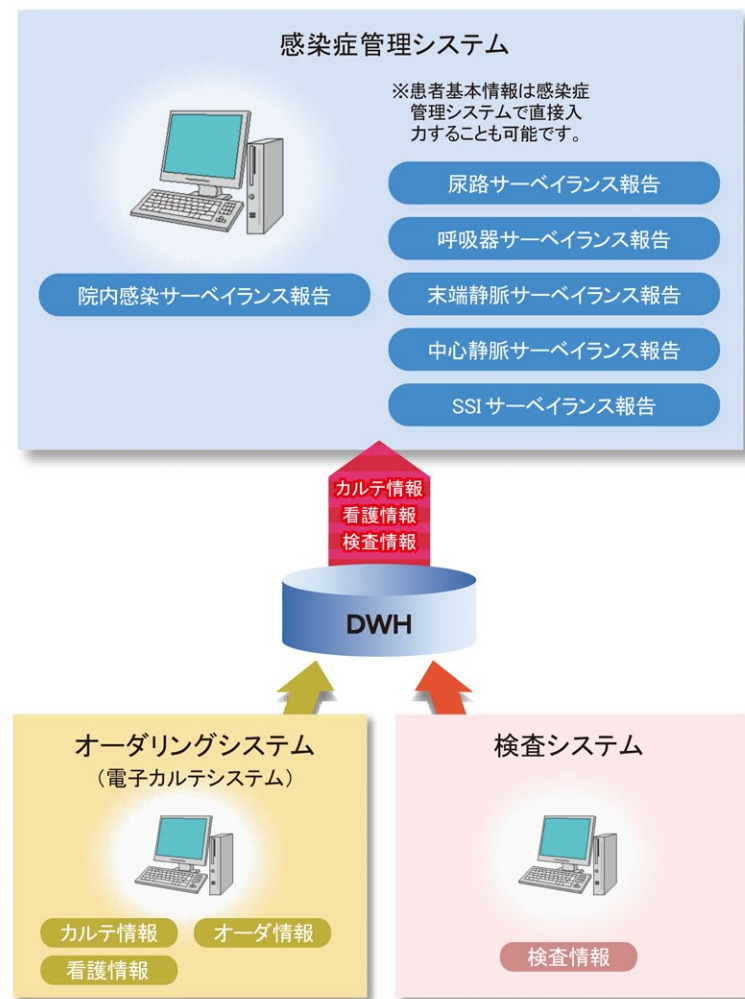 感染症管理システム
※患者基本情報は感染症
管理システムで直接入
力することも可能です。
尿路サーベイランス報告
呼吸器サーベイランス報告
院内感染サーベイランス報告
末端静脈サーベイランス報告
中心静脈サーベイランス報告
SSIサーベイランス報告
カルテ情報
看護情報
検査情報
DWH
オーダリングシステム
（電子カルテシステム）
カルテ情報
オーダ情報
看護情報
検査システム
検査情報